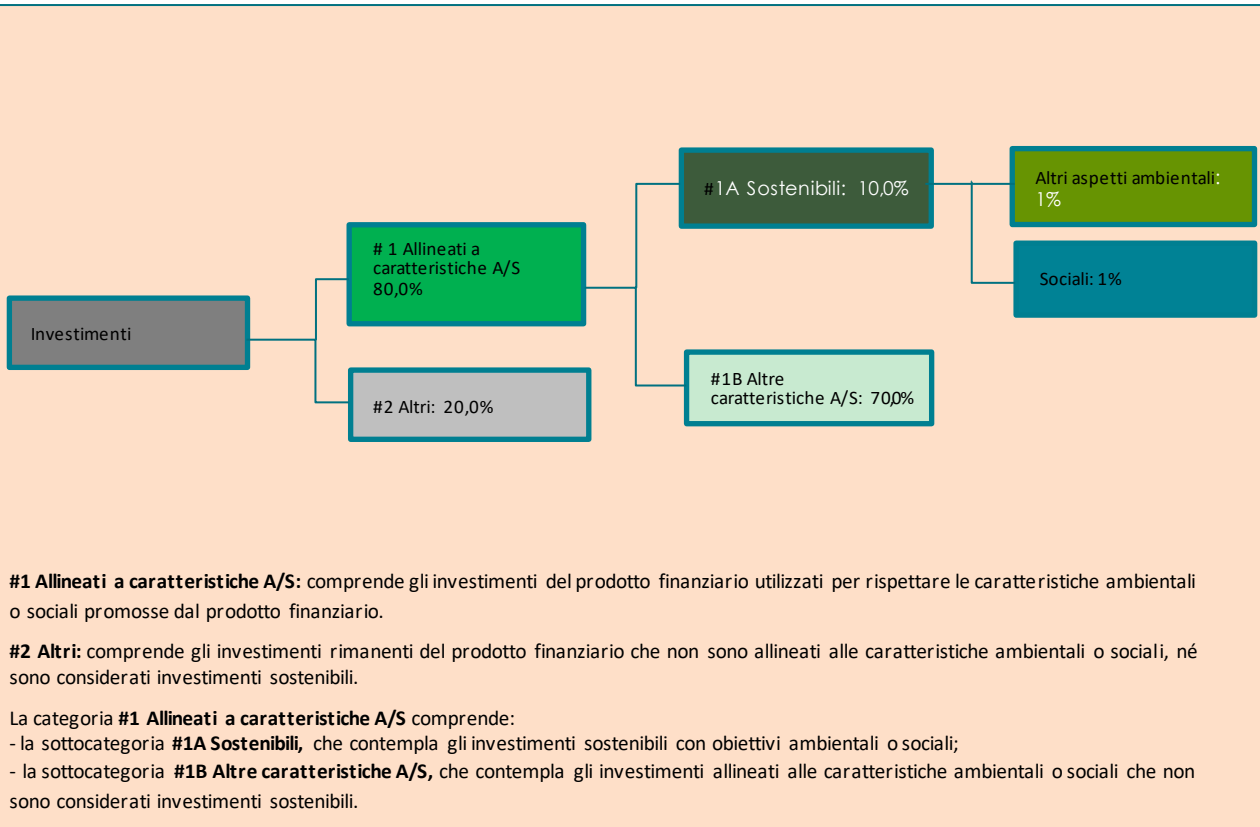 Investimenti
# 1 Allineati a
caratteristiche A/S
80,0%
#2 Altri: 20,0%
#1A Sostenibili: 10,0%
#1B Altre
caratteristiche A/S: 70,0%
Altri aspetti ambientali:
1%
Sociali: 1%
#1 Allineati a caratteristiche A/S: comprende gli investimenti del prodotto finanziario utilizzati per rispettare le caratteristiche ambientali
o sociali promosse dal prodotto finanziario.
#2 Altri: comprende gli investimenti rimanenti del prodotto finanziario che non sono allineati alle caratteristiche ambientali o sociali, né
sono considerati investimenti sostenibili.
La categoria #1 Allineati a caratteristiche A/S comprende:
- la sottocategoria #1A Sostenibili, che contempla gli investimenti sostenibili con obiettivi ambientali o sociali;
- la sottocategoria #1B Altre caratteristiche A/S, che contempla gli investimenti allineati alle caratteristiche ambientali o sociali che non
sono considerati investimenti sostenibili.